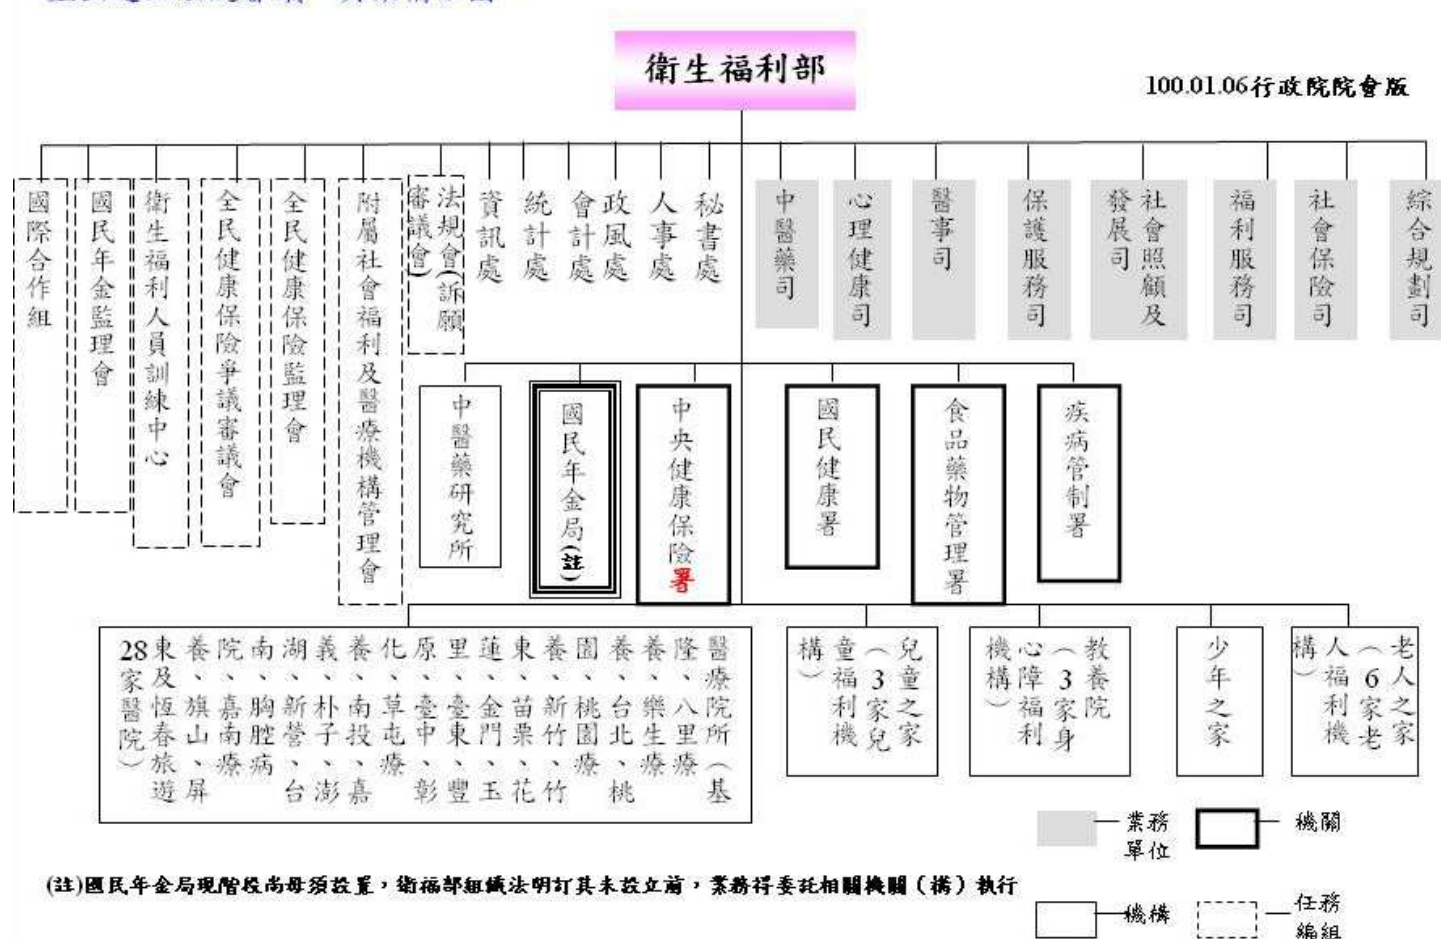 衛生福利部
100.01.06行政院院會版
綜合規劃司
社會保險司
福利服務司
社會照顧及
發展司
保護服務司
醫事司
心理健康司
中醫藥司
秘書處
人事處
政風處
會計處
統計處
資訊處
法規會(訴願
審議會)
附屬社會福利及醫療機構管理會
全民健康保險監理會
全民健康保險爭議審議會
衛生福利人員訓練中心
國民年金監理會
國際合作組
疾病管制署
食品藥物管理署
國民健康署
中央健康保險署
國民年金局(註)
中醫藥研究所
老人之家
（6家老
人福利機
構）
少年之家
教養院
（3家身
心障福利
機構）
兒童之家
（3家兒
童福利機
構）
醫療院所（基
隆、八里療
養、樂生療
養、台北、桃
園、桃園療
養、新竹、竹
東、苗栗、花
蓮、金門、玉
里、臺東、豐
原、臺中、彰
化、草屯療
養、南投、嘉
義、朴子、澎
湖、新營、台
南、胸腔病
院、嘉南療
養、旗山、屏
東及恆春旅遊
28家醫院）
業務
單位
機關
機構
任務
編組
(註)國民年金局現階段尚毋須設置，衛福部組織法明訂其未設立前，業務得委託相關機關（構）執行